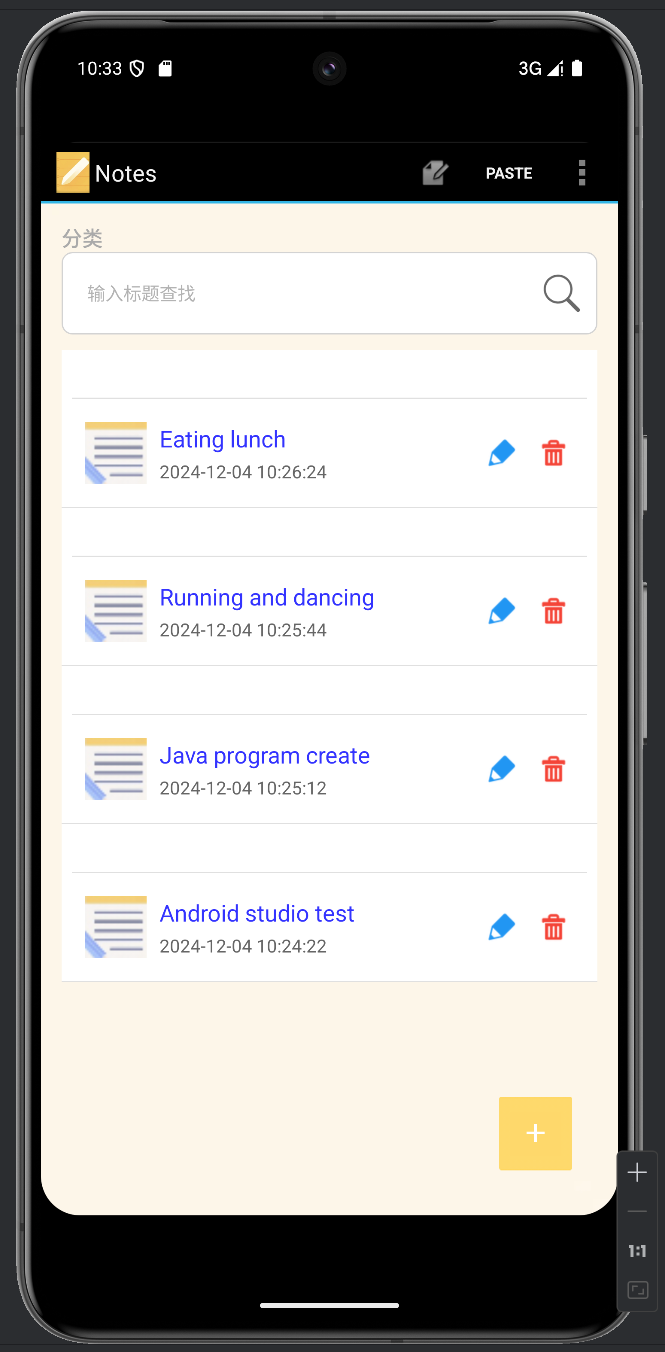 10:33
3G
Notes
PASTE
分类
输入标题查找
Eating lunch
2024-12-04 10:26:24
Running and dancing
2024-12-04 10:25:44
Java program create
2024-12-04 10:25:12
Android studio test
2024-12-04 10:24:22
+
1:1